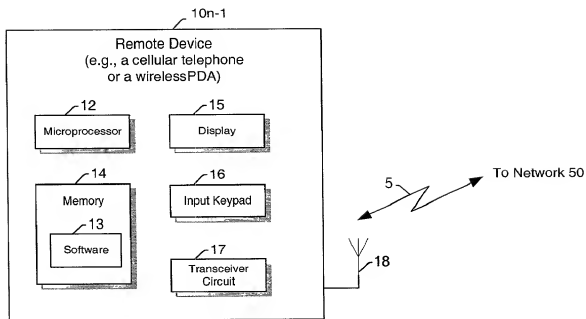 10n-1
Remote Device
(e.g., a cellular telephone
or a wirelessPDA)
12
Microprocessor
15
Display
14
Memory
13
Software
16
Input Keypad
17
Transceiver
Circuit
5
To Network 50
18